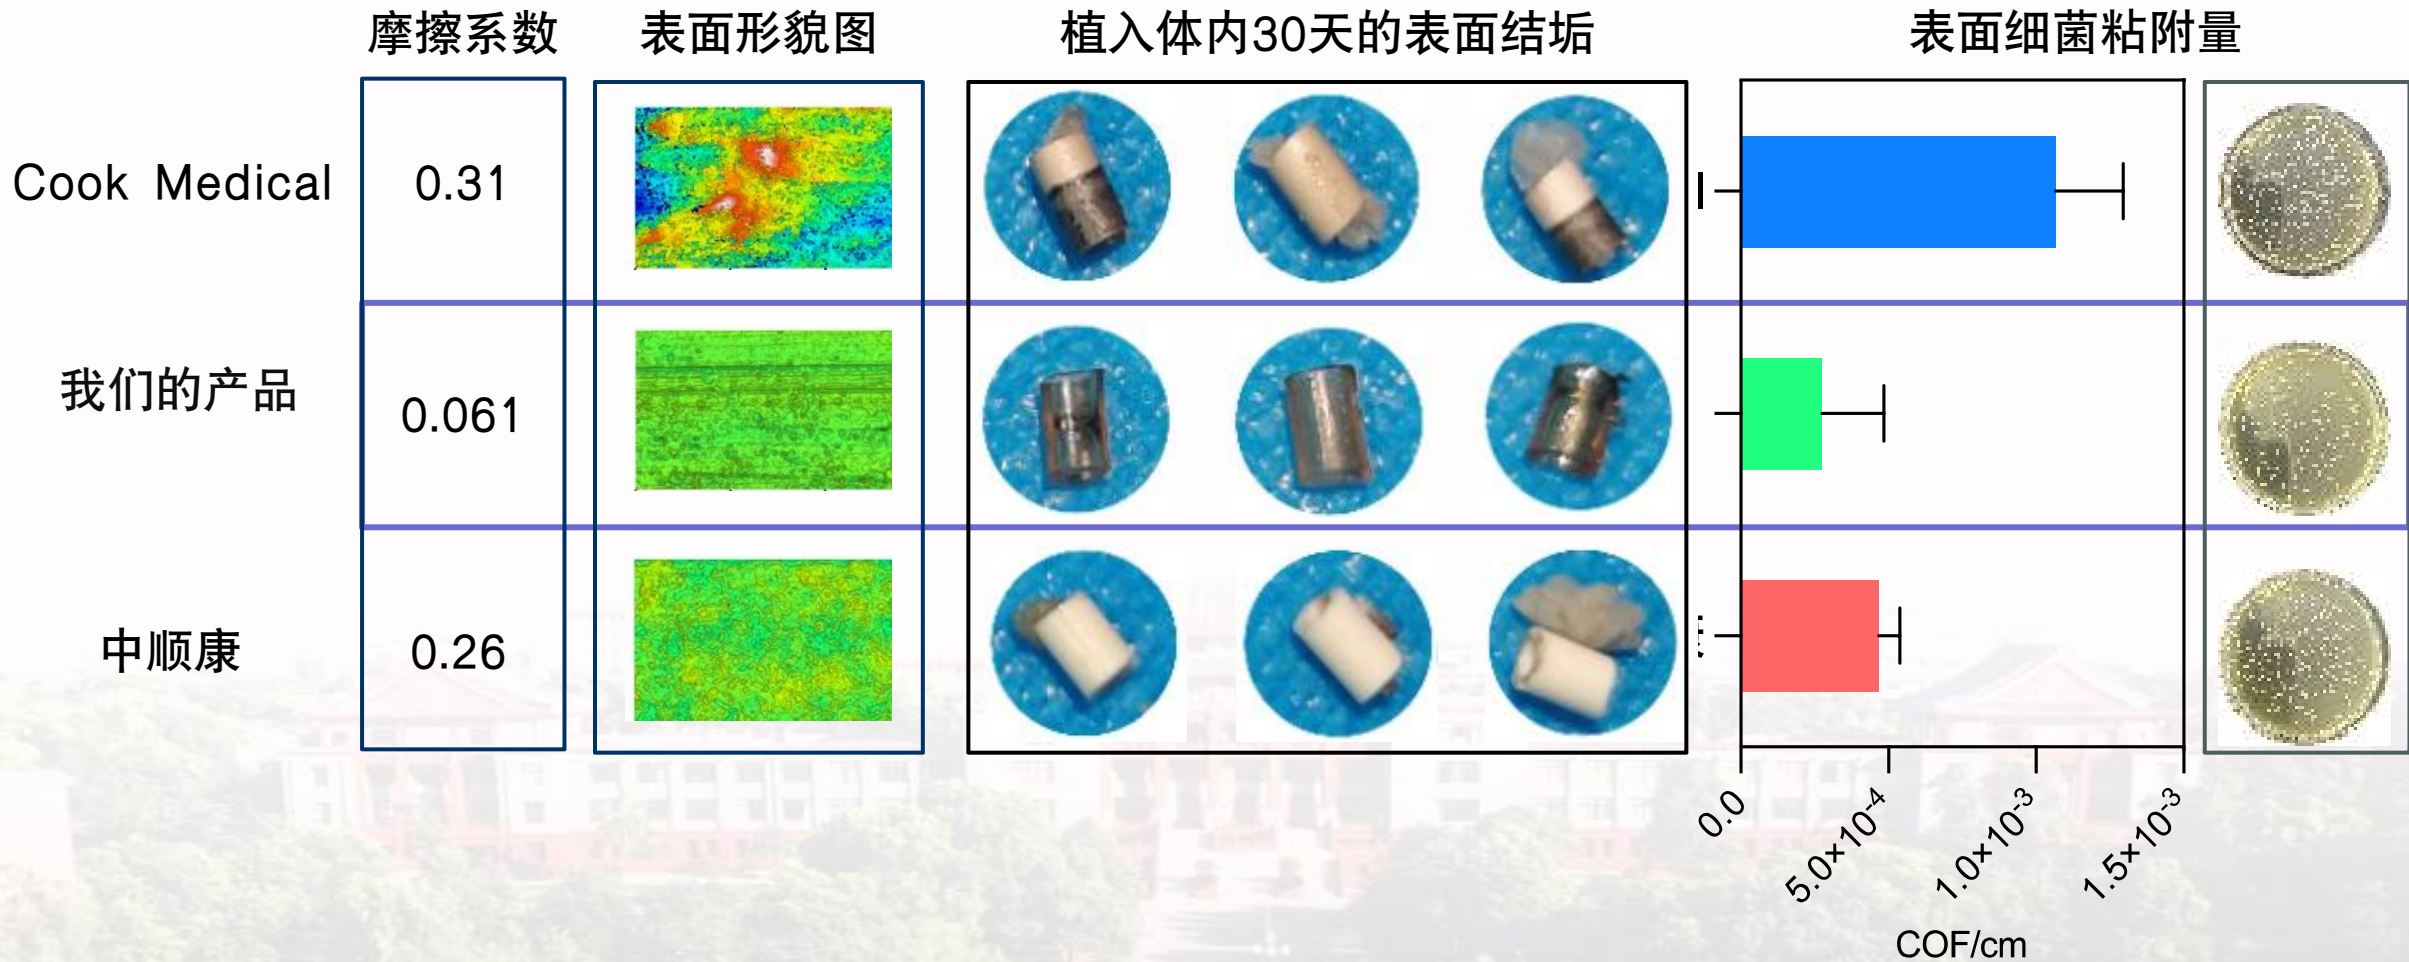 摩擦系数
表面形貌图
植入体内30天的表面结垢
表面细菌粘附量
Cook Medical
0.31
我们的产品
0.061
中顺康
0.26
0.0
5.0×10⁻⁴
1.0×10⁻³
1.5×10⁻³
COF/cm